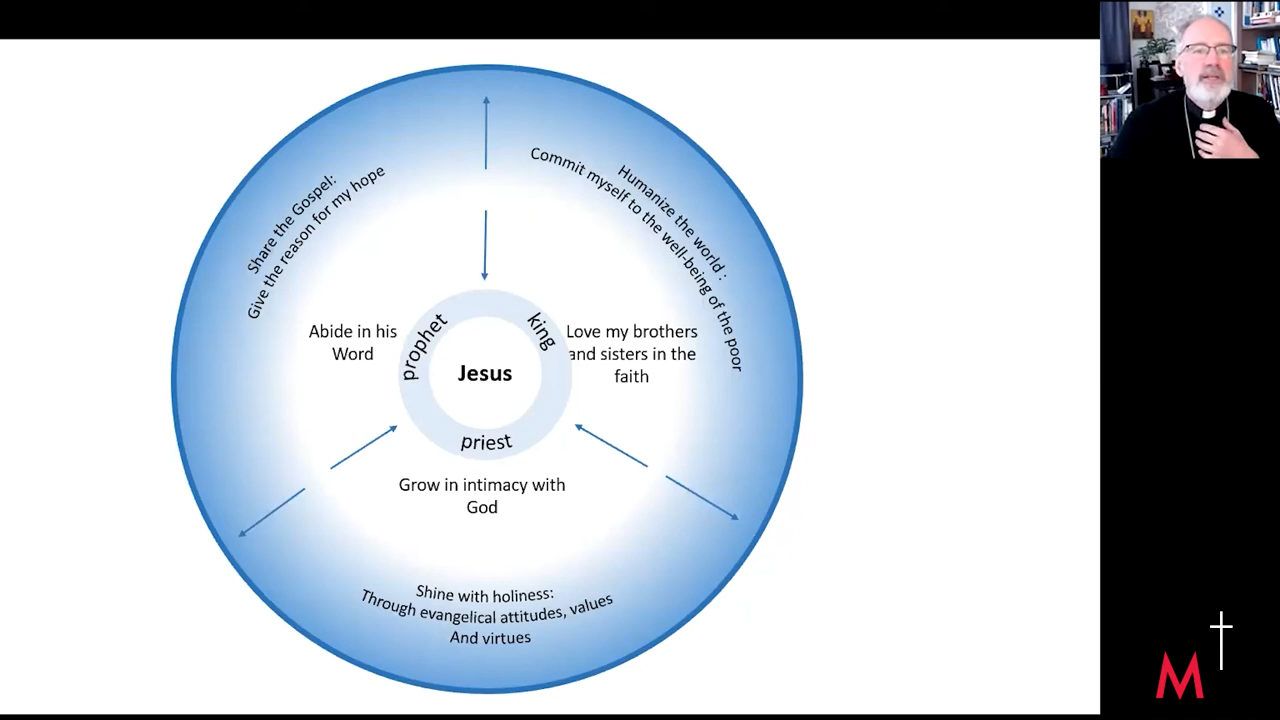 Share the Gospel:
Give the reason for my hope
Humanize the world :
Commit myself to the well-being of the poor
Abide in his
Word
prophet
king
Jesus
priest
Love my brothers
and sisters in the
faith
Grow in intimacy with
God
Shine with holiness:
Through evangelical attitudes, values
And virtues
M